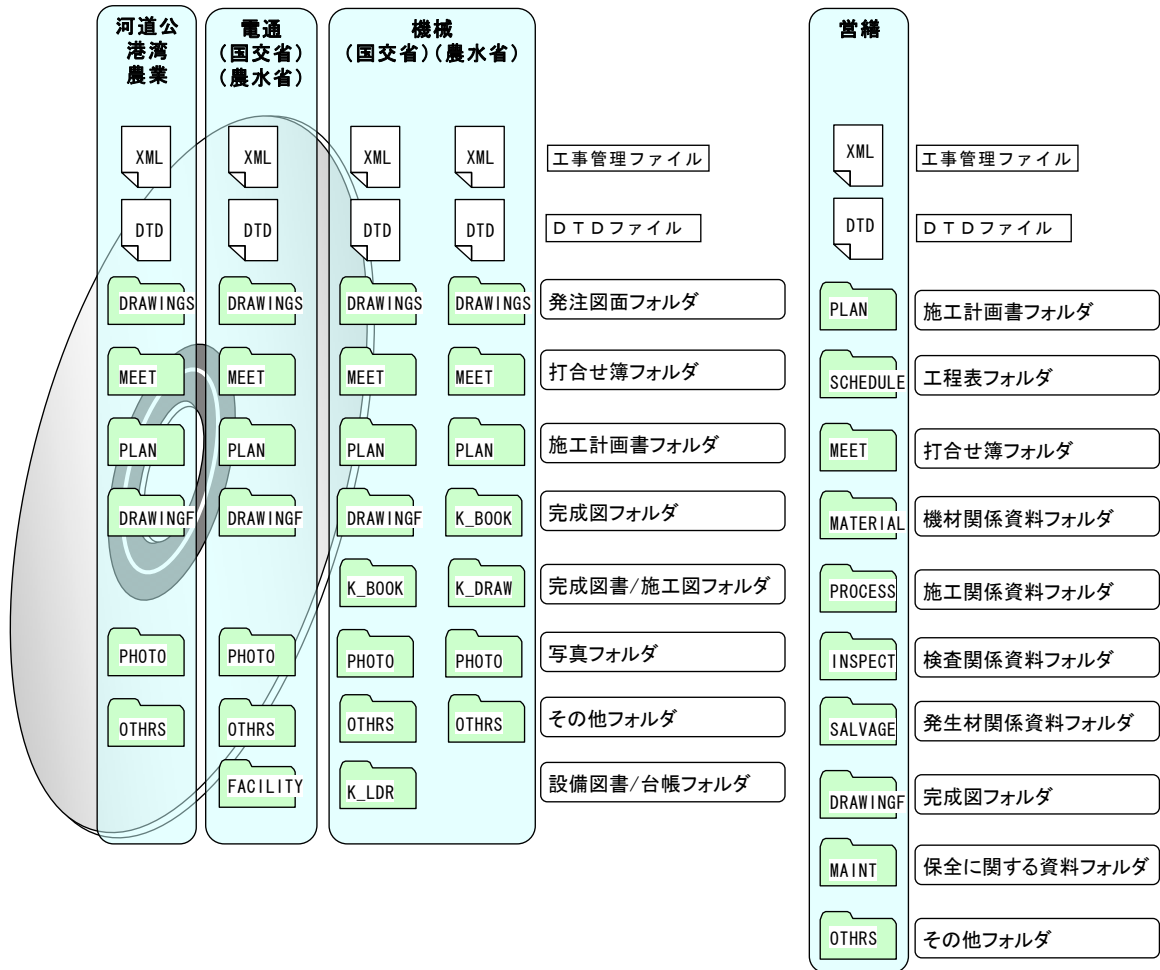 河道公
港湾
農業
電通
（国交省）
（農水省）
機械
（国交省）（農水省）
営繕
XML XML XML XML 工事管理ファイル
DTD DTD DTD DTD ＤＴＤファイル
DRAWINGS DRAWINGS DRAWINGS DRAWINGS 発注図面フォルダ
MEET MEET MEET MEET 打合せ簿フォルダ
PLAN PLAN PLAN PLAN 施工計画書フォルダ
DRAWINGF DRAWINGF DRAWINGF K_BOOK 完成図フォルダ
K_BOOK K_DRAW 完成図書/施工図フォルダ
PHOTO PHOTO PHOTO PHOTO 写真フォルダ
OTHRS OTHRS OTHRS OTHRS その他フォルダ
FACILITY K_LDR 設備図書/台帳フォルダ
XML 工事管理ファイル
DTD ＤＴＤファイル
PLAN 施工計画書フォルダ
SCHEDULE 工程表フォルダ
MEET 打合せ簿フォルダ
MATERIAL 機材関係資料フォルダ
PROCESS 施工関係資料フォルダ
INSPECT 検査関係資料フォルダ
SALVAGE 発生材関係資料フォルダ
DRAWINGF 完成図フォルダ
MAINT 保全に関する資料フォルダ
OTHRS その他フォルダ